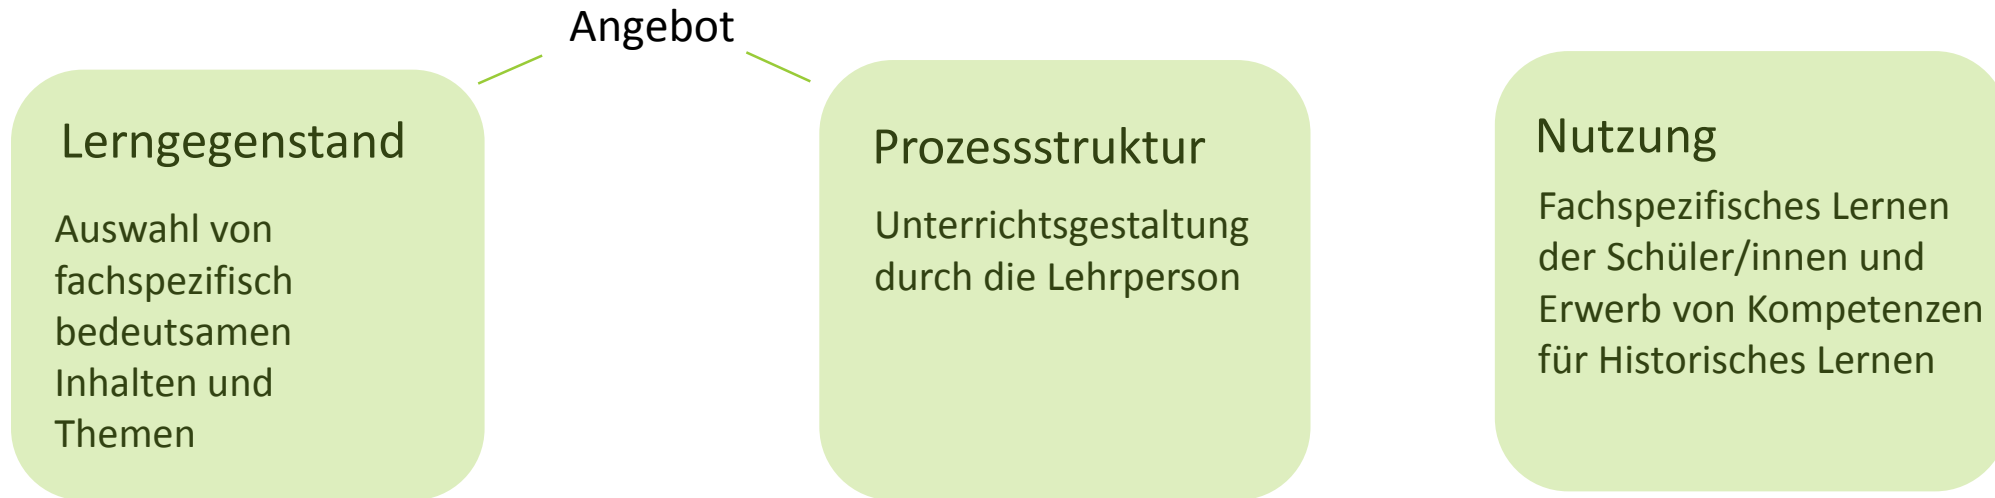 Angebot
Lerngegenstand
Auswahl von
fachspezifisch
bedeutsamen
Inhalten und
Themen
Prozessstruktur
Unterrichtsgestaltung
durch die Lehrperson
Nutzung
Fachspezifisches Lernen
der Schüler/innen und
Erwerb von Kompetenzen
für Historisches Lernen